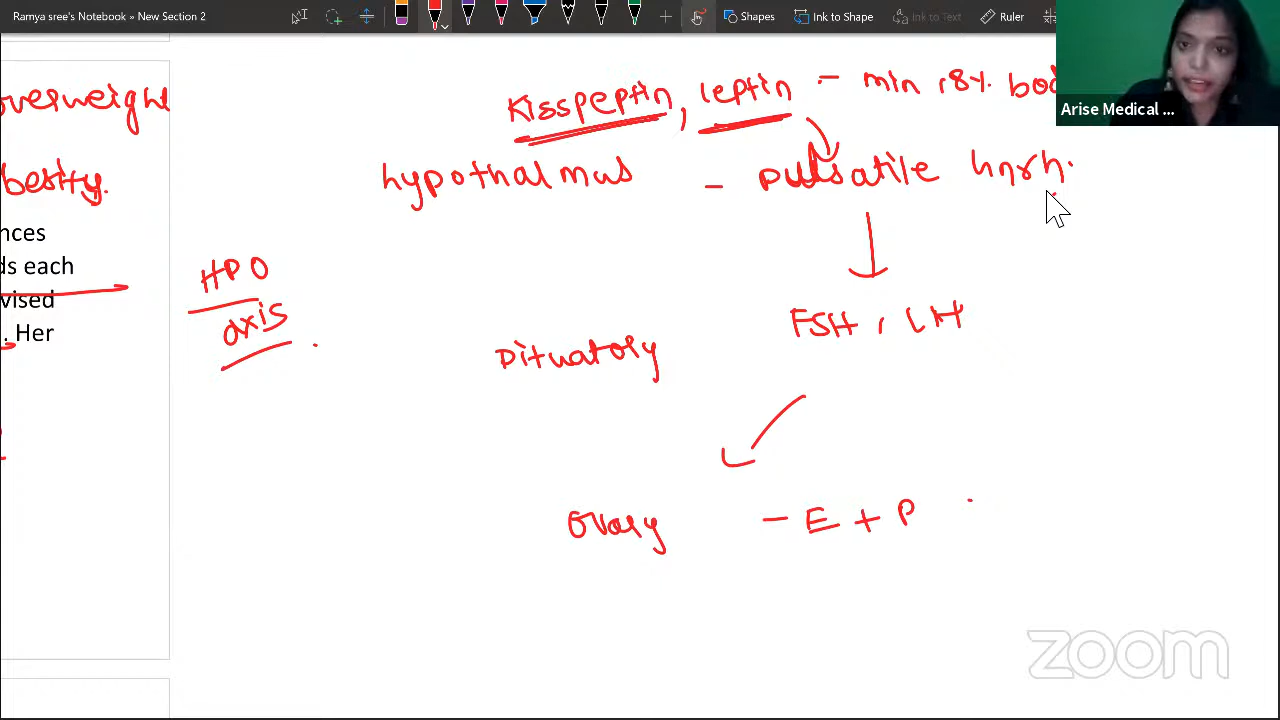 Ramya sree's Notebook » New Section 2
Shapes
Ink to Shape
Ink to Text
Ruler
Arise Medical ...
overweight
besity.
nces
ds each
vised
. Her
Kisspeptin, leptin - min 18% bod
hypothalmus - pulsatile hnrh.
HPO
axis.
FSH, LH
Pituatory
Ovary - E + P
zoom